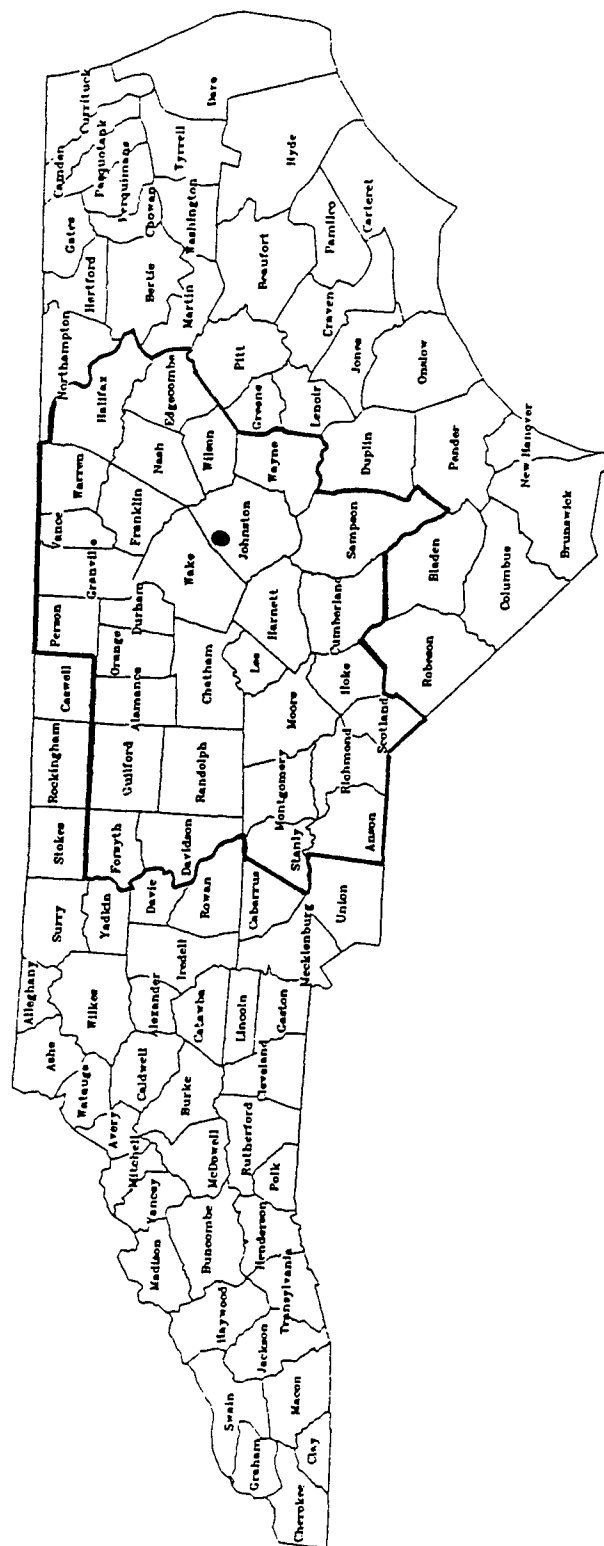 Cherokee
Graham
Clay
Swain
Macon
Jackson
Haywood
Transylvania
Madison
Buncombe
Henderson
Yancey
Mitchell
McDowell
Polk
Rutherford
Avery
Watauga
Ashe
Caldwell
Burke
Cleveland
Alleghany
Wilkes
Alexander
Catawba
Lincoln
Gaston
Surry
Yadkin
Iredell
Davie
Rowan
Cabarrus
Mecklenburg
Union
Stokes
Forsyth
Davidson
Stanly
Anson
Rockingham
Guilford
Randolph
Montgomery
Richmond
Caswell
Alamance
Chatham
Moore
Hoke
Scotland
Person
Orange
Durham
Lee
Harnett
Cumberland
Robeson
Granville
Vance
Wake
Johnston
Sampson
Bladen
Columbus
Brunswick
Warren
Franklin
Nash
Wilson
Wayne
Duplin
Pender
New Hanover
Northampton
Halifax
Edgecombe
Greene
Lenoir
Pitt
Jones
Onslow
Hertford
Bertie
Martin
Beaufort
Craven
Pamlico
Carteret
Gates
Chowan
Perquimans
Pasquotank
Camden
Currituck
Washington
Tyrrell
Dare
Hyde